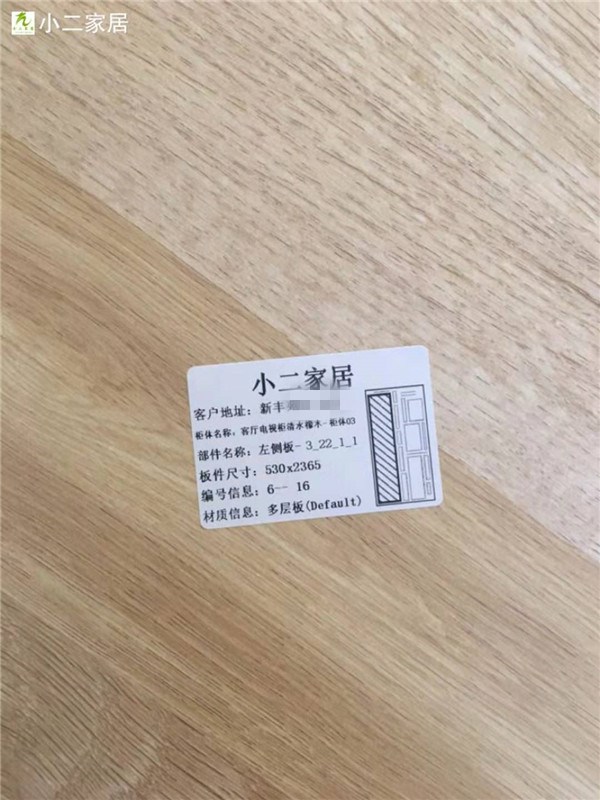 小二家居
小二家居
客户地址：新丰
柜体名称：客厅电视柜清水橡木-柜体03
部件名称：左侧板-3_22_1_1
板件尺寸：530x2365
编号信息：6-- 16
材质信息：多层板(Default)